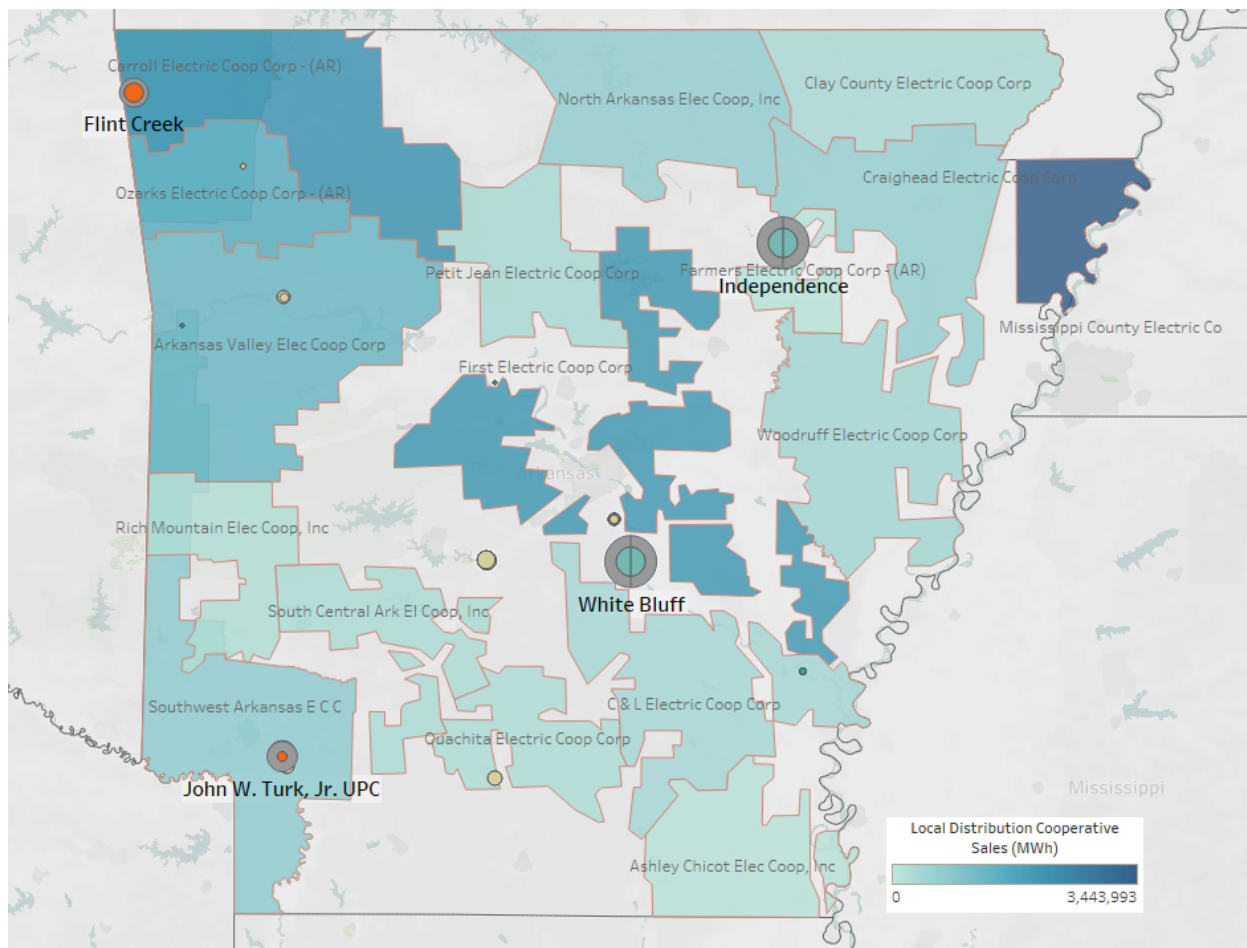 Carroll Electric Coop Corp - (AR)
Clay County Electric Coop Corp
North Arkansas Elec Coop, Inc
Flint Creek
Craighead Electric Coop Corp
Ozarks Electric Coop Corp - (AR)
Petit Jean Electric Coop Corp
Farmers Electric Coop Corp - (AR)
Independence
Mississippi County Electric Co
Arkansas Valley Elec Coop Corp
First Electric Coop Corp
Woodruff Electric Coop Corp
Arkansas
Rich Mountain Elec Coop, Inc
White Bluff
South Central Ark El Coop, Inc
Southwest Arkansas E C C
C & L Electric Coop Corp
Ouachita Electric Coop Corp
John W. Turk, Jr. UPC
Mississippi
Local Distribution Cooperative
Sales (MWh)
Ashley Chicot Elec Coop, Inc
0
3,443,993